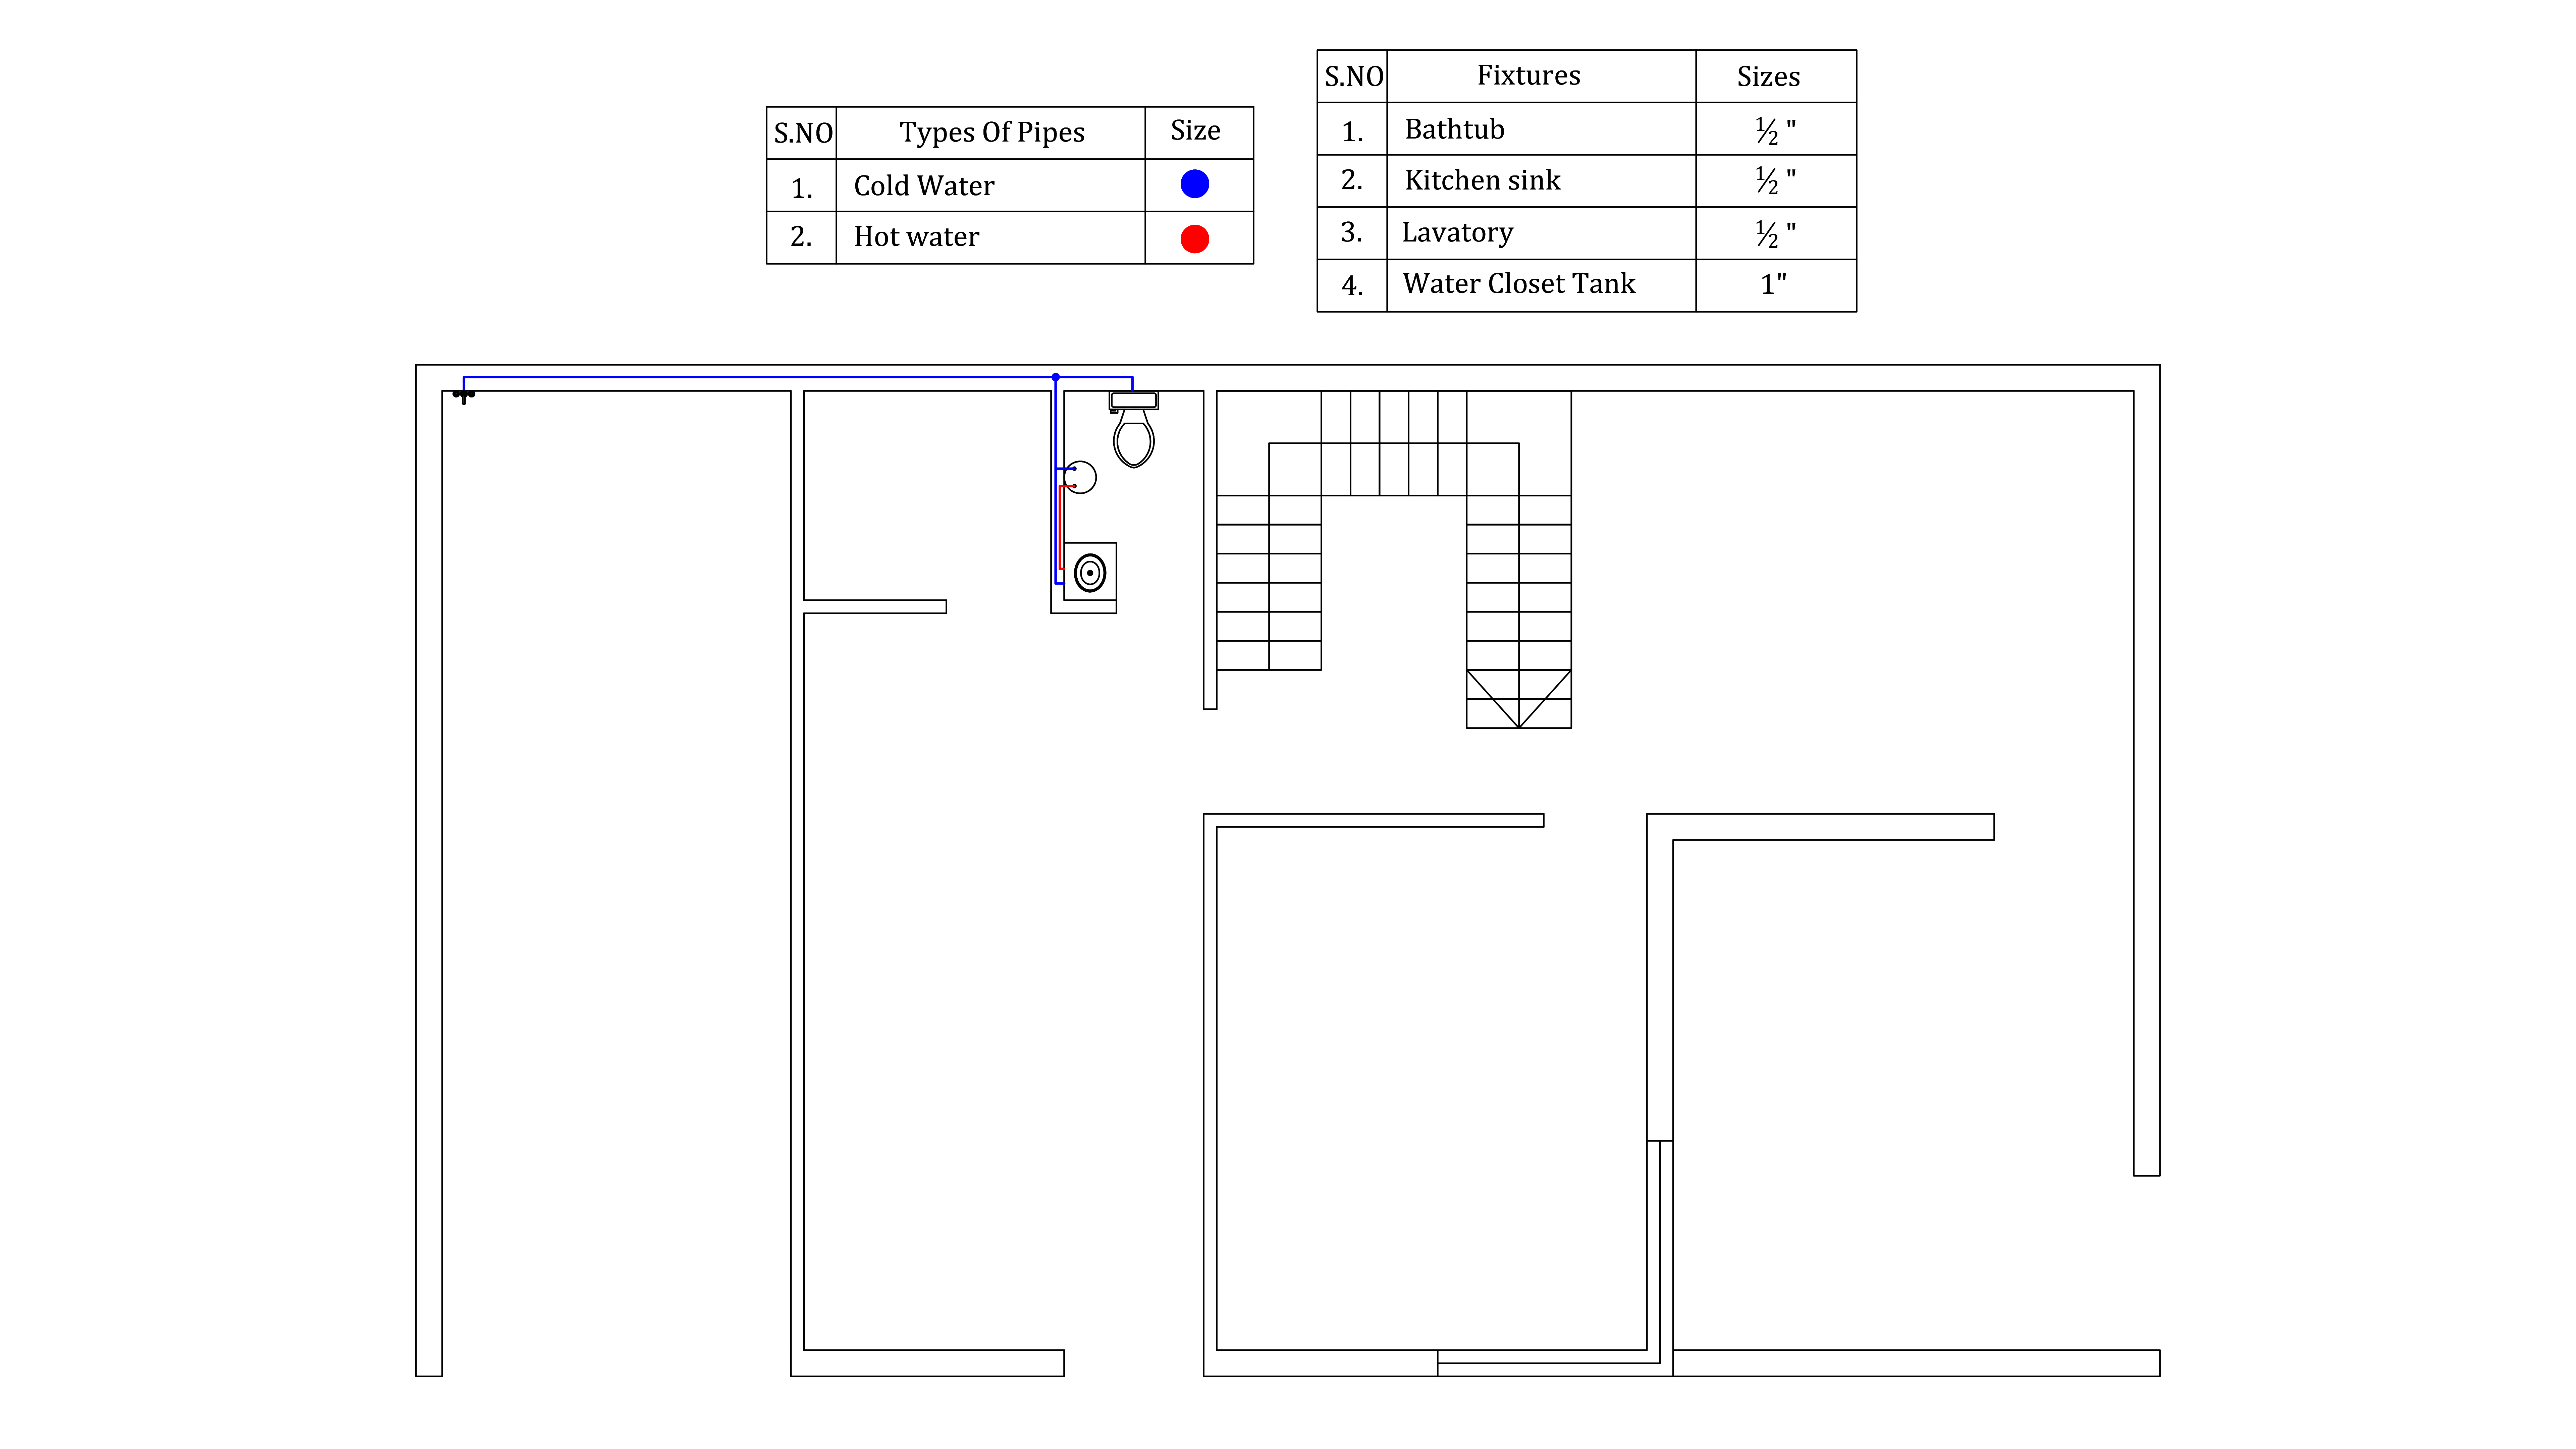 S.NO Types Of Pipes Size
1. Cold Water
2. Hot water
S.NO Fixtures Sizes
1. Bathtub ½ "
2. Kitchen sink ½ "
3. Lavatory ½ "
4. Water Closet Tank 1"